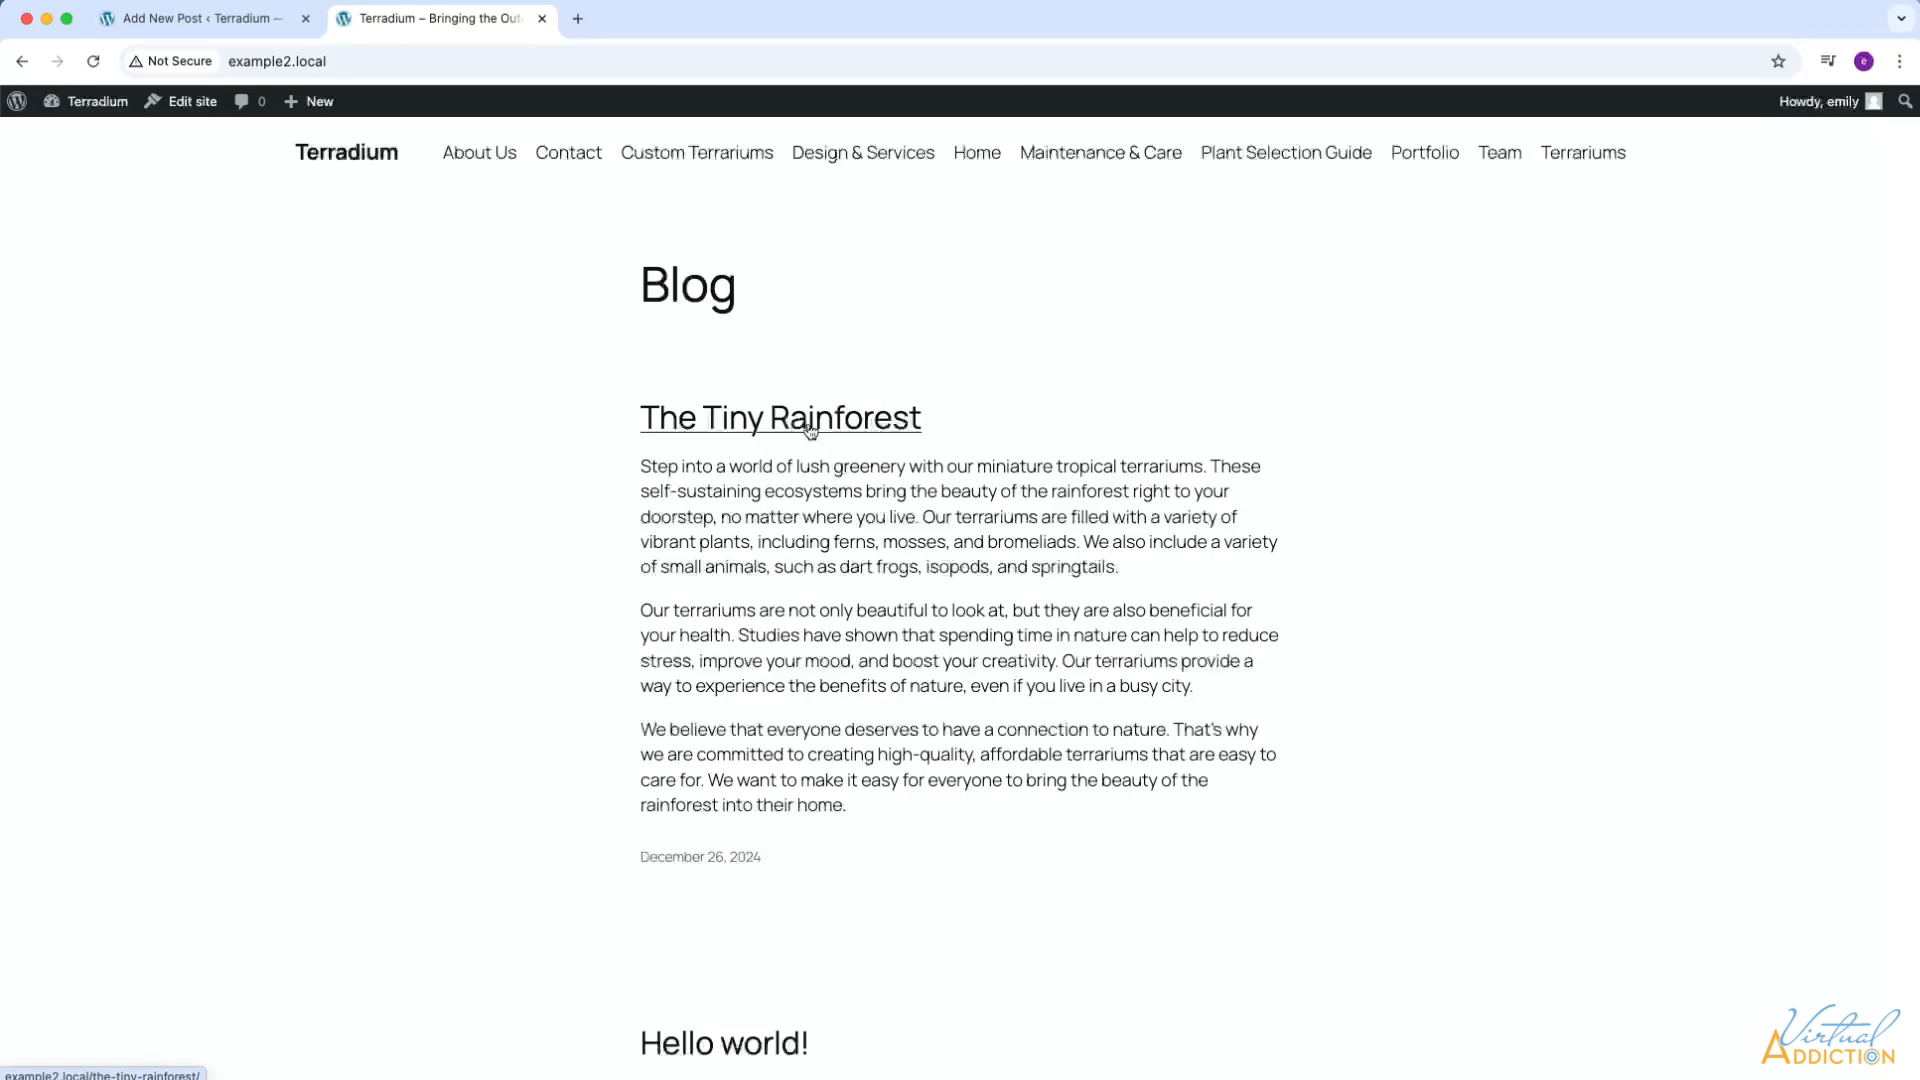 Add New Post ‹ Terradium —
Terradium – Bringing the Out
Not Secure
example2.local
e
Terradium
Edit site
0
New
Howdy, emily
Terradium
About Us
Contact
Custom Terrariums
Design & Services
Home
Maintenance & Care
Plant Selection Guide
Portfolio
Team
Terrariums
Blog
The Tiny Rainforest
Step into a world of lush greenery with our miniature tropical terrariums. These
self-sustaining ecosystems bring the beauty of the rainforest right to your
doorstep, no matter where you live. Our terrariums are filled with a variety of
vibrant plants, including ferns, mosses, and bromeliads. We also include a variety
of small animals, such as dart frogs, isopods, and springtails.
Our terrariums are not only beautiful to look at, but they are also beneficial for
your health. Studies have shown that spending time in nature can help to reduce
stress, improve your mood, and boost your creativity. Our terrariums provide a
way to experience the benefits of nature, even if you live in a busy city.
We believe that everyone deserves to have a connection to nature. That's why
we are committed to creating high-quality, affordable terrariums that are easy to
care for. We want to make it easy for everyone to bring the beauty of the
rainforest into their home.
December 26, 2024
Hello world!
Virtual
ADDICTION
example2.local/the-tiny-rainforest/